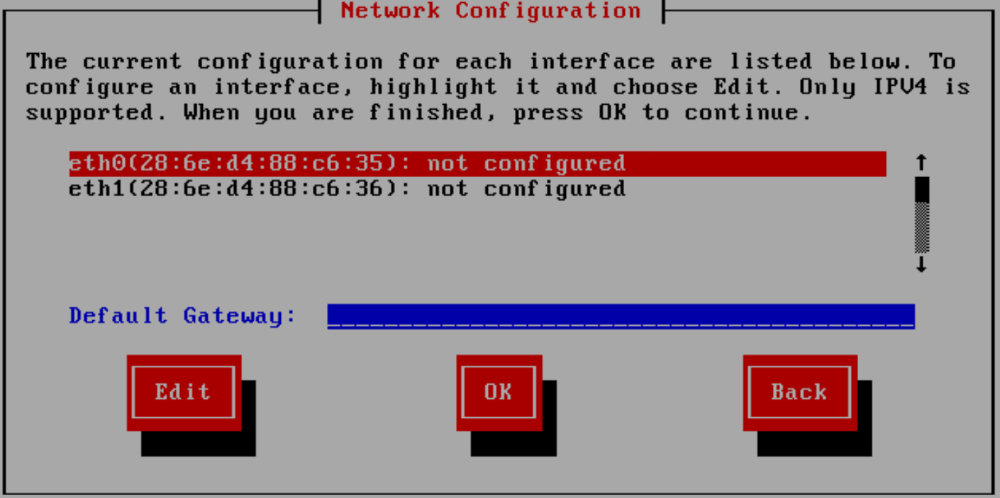 Network Configuration
The current configuration for each interface are listed below. To
configure an interface, highlight it and choose Edit. Only IPV4 is
supported. When you are finished, press OK to continue.
eth0(28:6e:d4:88:c6:35): not configured
eth1(28:6e:d4:88:c6:36): not configured
Default Gateway:
Edit OK Back